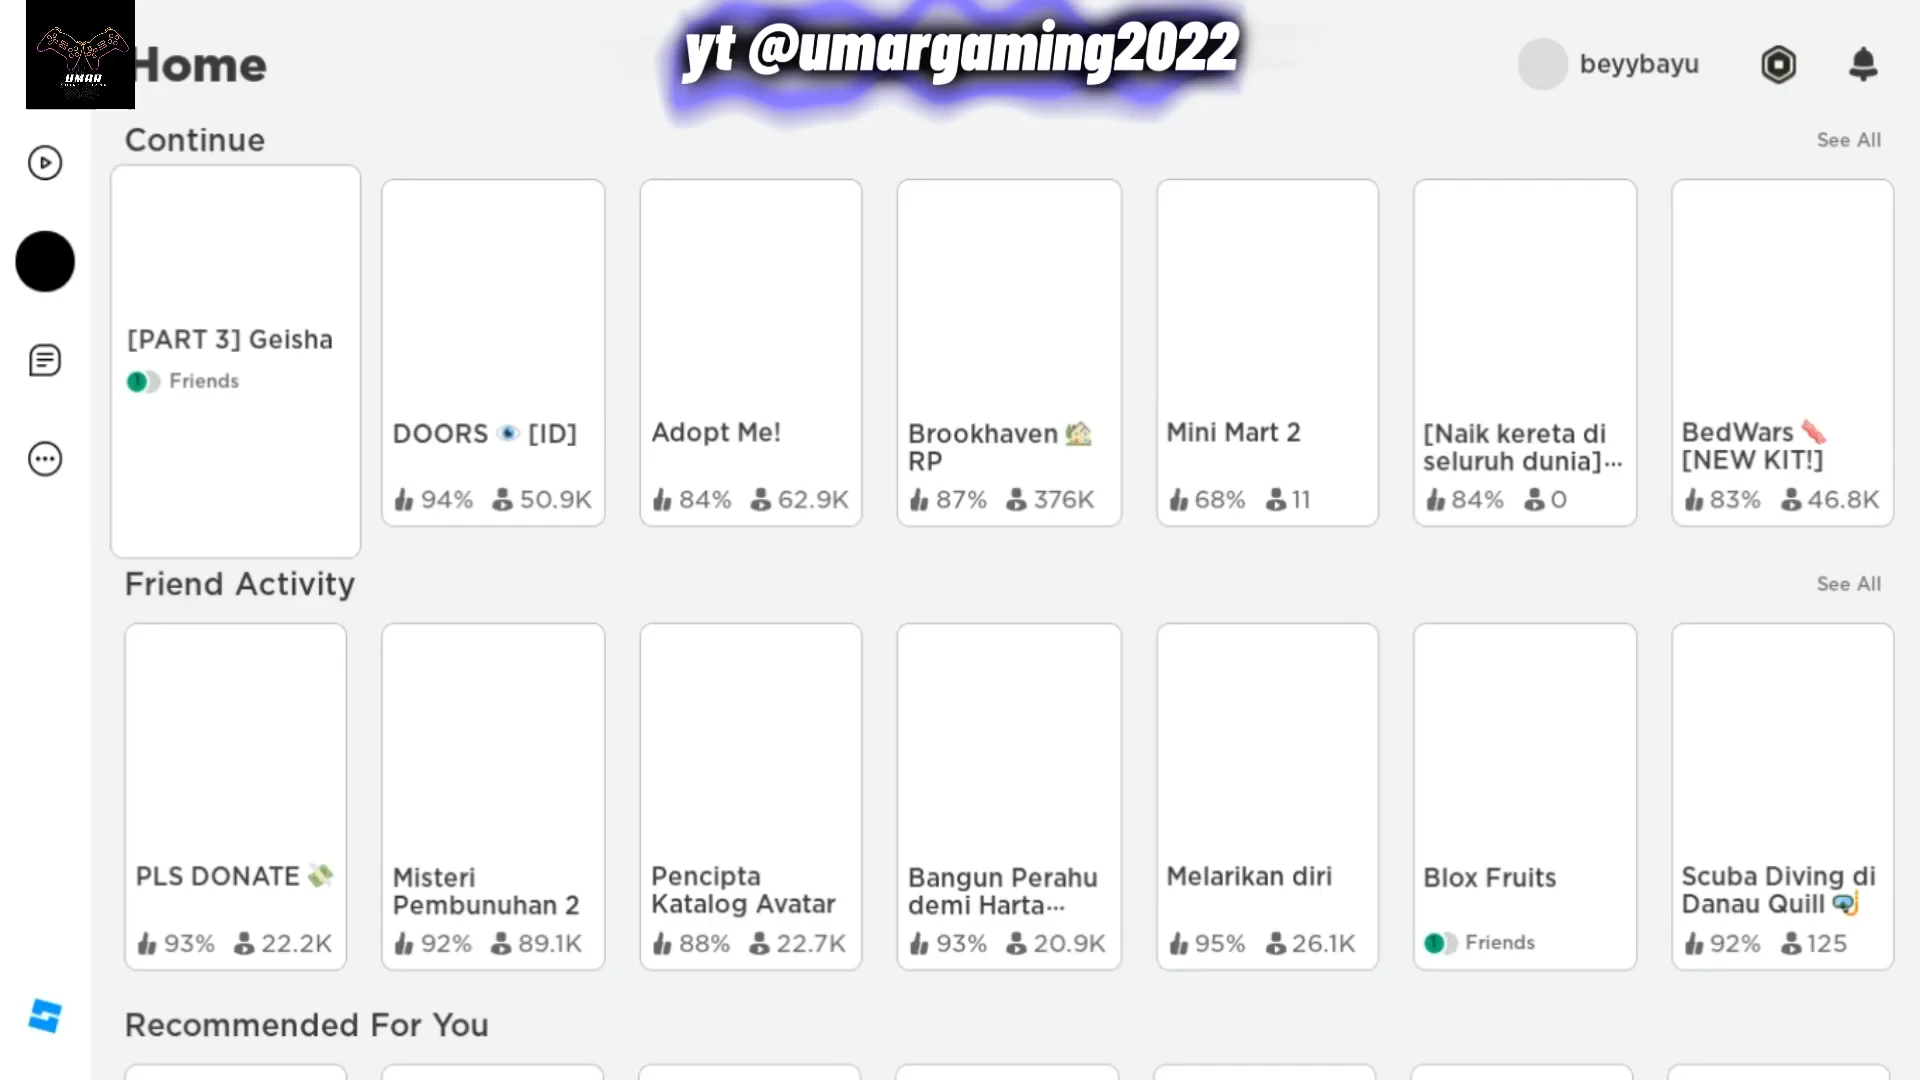 yt @umargaming2022
UMAR
Home
beyybayu
Continue
See All
[PART 3] Geisha
1
Friends
DOORS 👁️ [ID]
94% 50.9K
Adopt Me!
84% 62.9K
Brookhaven 🏡
RP
87% 376K
Mini Mart 2
68% 11
[Naik kereta di
seluruh dunia]...
84% 0
BedWars 🥓
[NEW KIT!]
83% 46.8K
Friend Activity
See All
PLS DONATE 💸
93% 22.2K
Misteri
Pembunuhan 2
92% 89.1K
Pencipta
Katalog Avatar
88% 22.7K
Bangun Perahu
demi Harta...
93% 20.9K
Melarikan diri
95% 26.1K
Blox Fruits
1
Friends
Scuba Diving di
Danau Quill 🤿
92% 125
Recommended For You